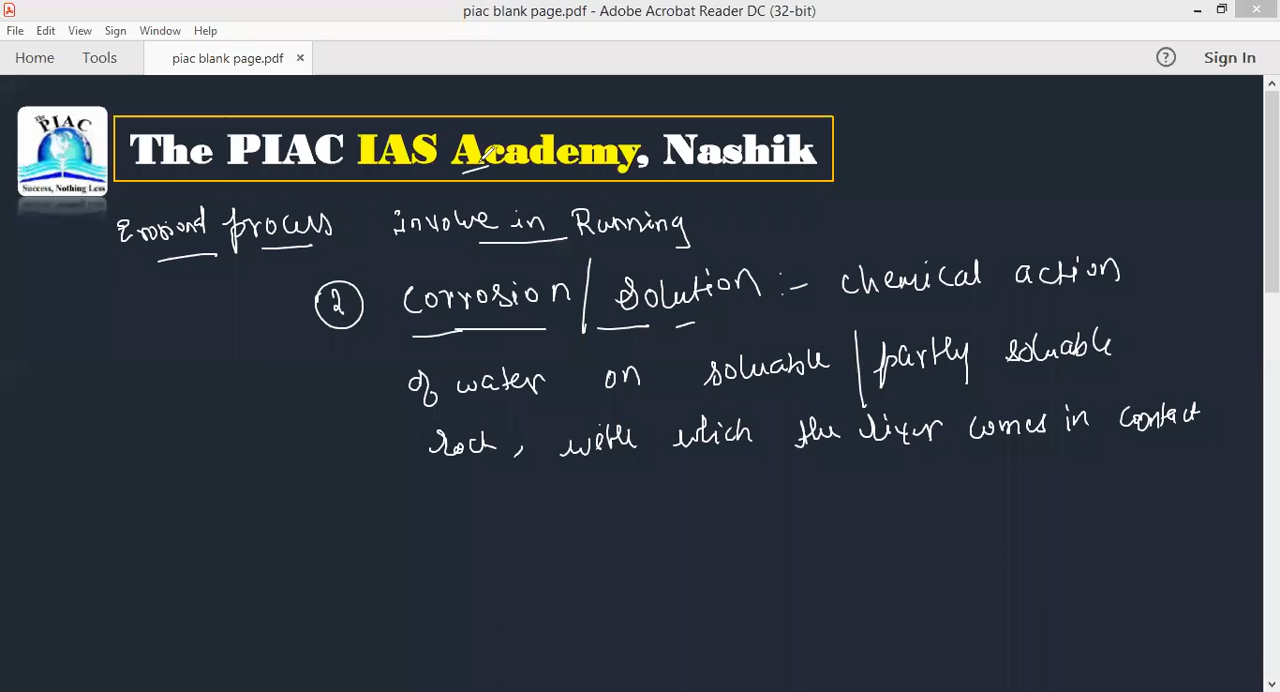 piac blank page.pdf - Adobe Acrobat Reader DC (32-bit)
File Edit View Sign Window Help
Home Tools piac blank page.pdf × ? Sign In
The PIAC
Success, Nothing Less
The PIAC IAS Academy, Nashik
Erosional process involve in Running
2 Corrosion / Solution :- chemical action
of water on soluable / partly soluable
rock, with which the river comes in contact